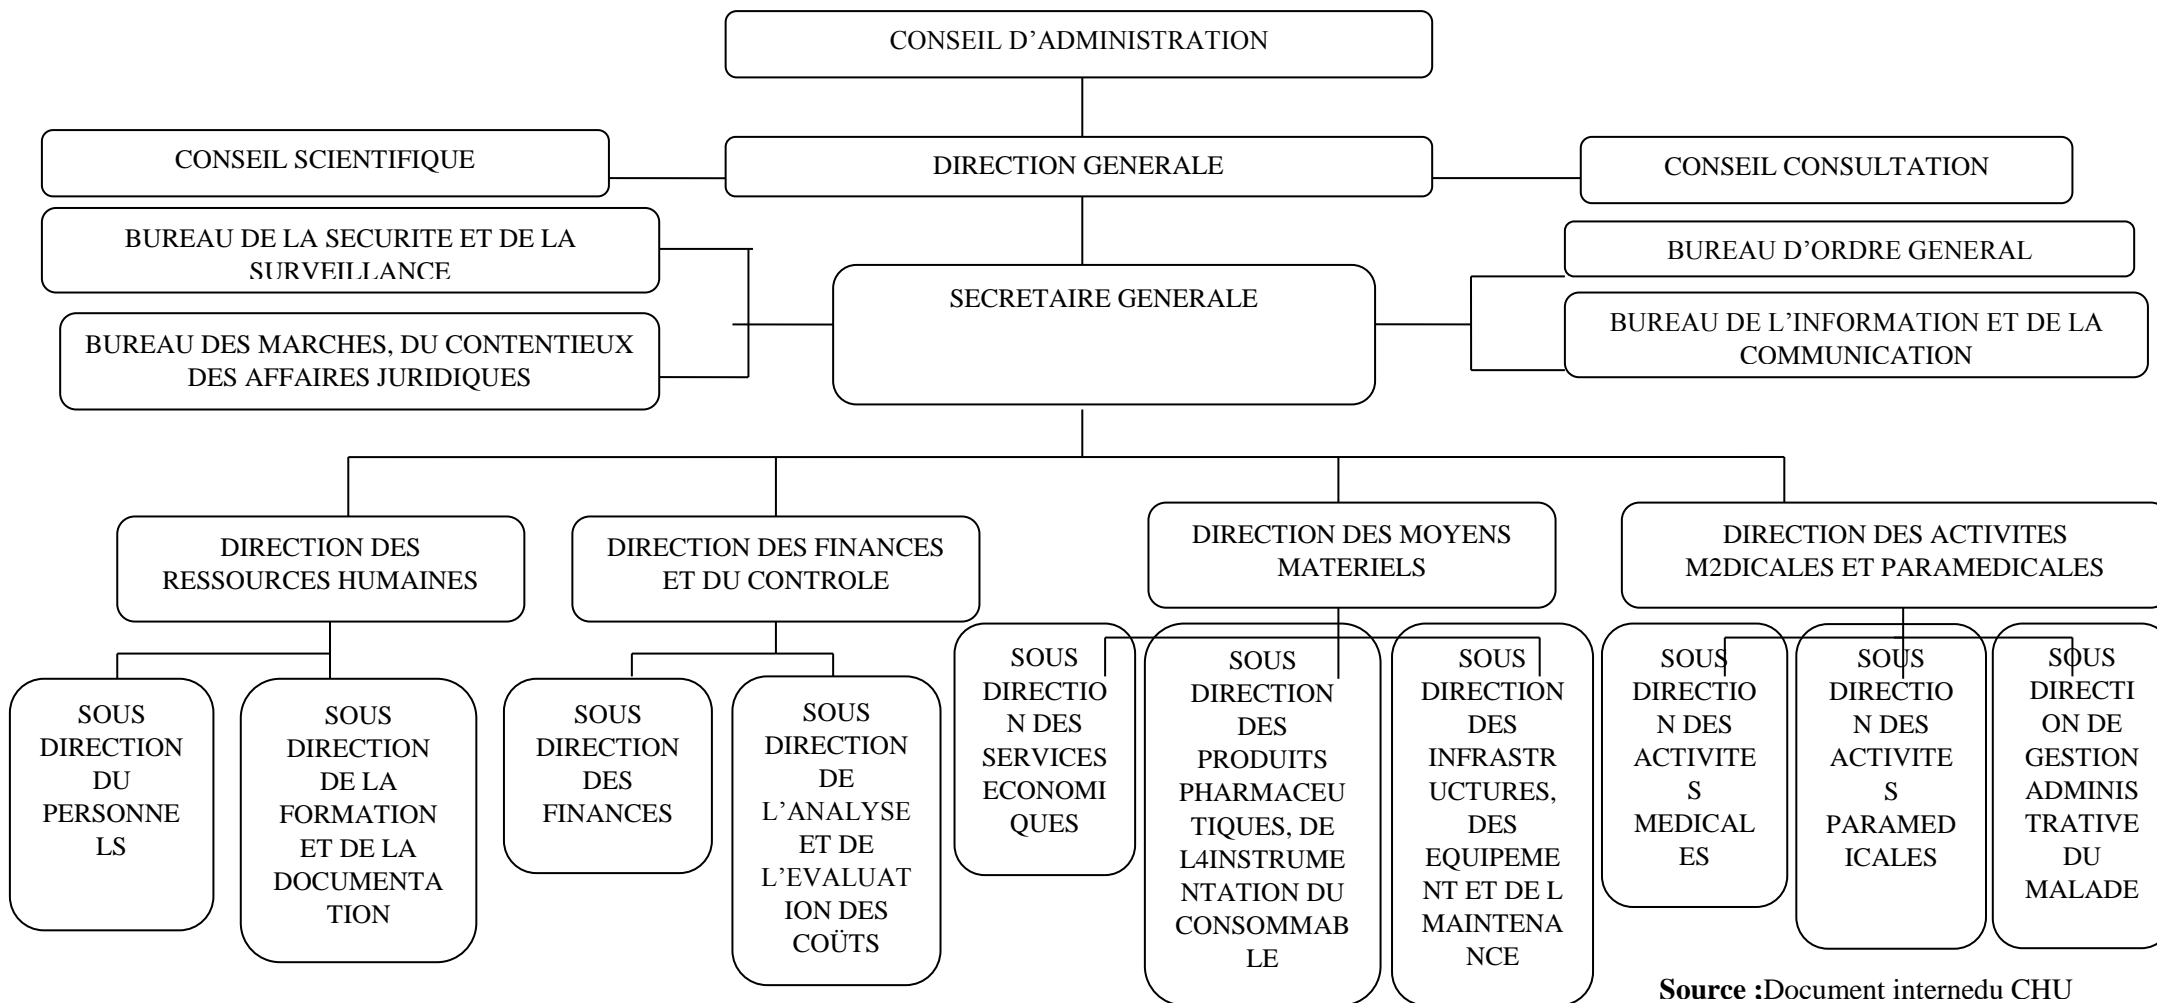 CONSEIL D’ADMINISTRATION
CONSEIL SCIENTIFIQUE
DIRECTION GENERALE
CONSEIL CONSULTATION
BUREAU DE LA SECURITE ET DE LA
SURVEILLANCE
BUREAU D’ORDRE GENERAL
SECRETAIRE GENERALE
BUREAU DES MARCHES, DU CONTENTIEUX
DES AFFAIRES JURIDIQUES
BUREAU DE L’INFORMATION ET DE LA
COMMUNICATION
DIRECTION DES
RESSOURCES HUMAINES
DIRECTION DES FINANCES
ET DU CONTROLE
DIRECTION DES MOYENS
MATERIELS
DIRECTION DES ACTIVITES
M2DICALES ET PARAMEDICALES
SOUS
DIRECTION
DU
PERSONNE
LS
SOUS
DIRECTION
DE LA
FORMATION
ET DE LA
DOCUMENTA
TION
SOUS
DIRECTION
DES
FINANCES
SOUS
DIRECTION
DE
L’ANALYSE
ET DE
L’EVALUAT
ION DES
COÜTS
SOUS
DIRECTIO
N DES
SERVICES
ECONOMI
QUES
SOUS
DIRECTION
DES
PRODUITS
PHARMACEU
TIQUES, DE
L4INSTRUME
NTATION DU
CONSOMMAB
LE
SOUS
DIRECTION
DES
INFRASTR
UCTURES,
DES
EQUIPEME
NT ET DE L
MAINTENA
NCE
SOUS
DIRECTIO
N DES
ACTIVITE
S
MEDICAL
ES
SOUS
DIRECTIO
N DES
ACTIVITE
S
PARAMED
ICALES
SOUS
DIRECTI
ON DE
GESTION
ADMINIS
TRATIVE
DU
MALADE
Source ;Document internedu CHU